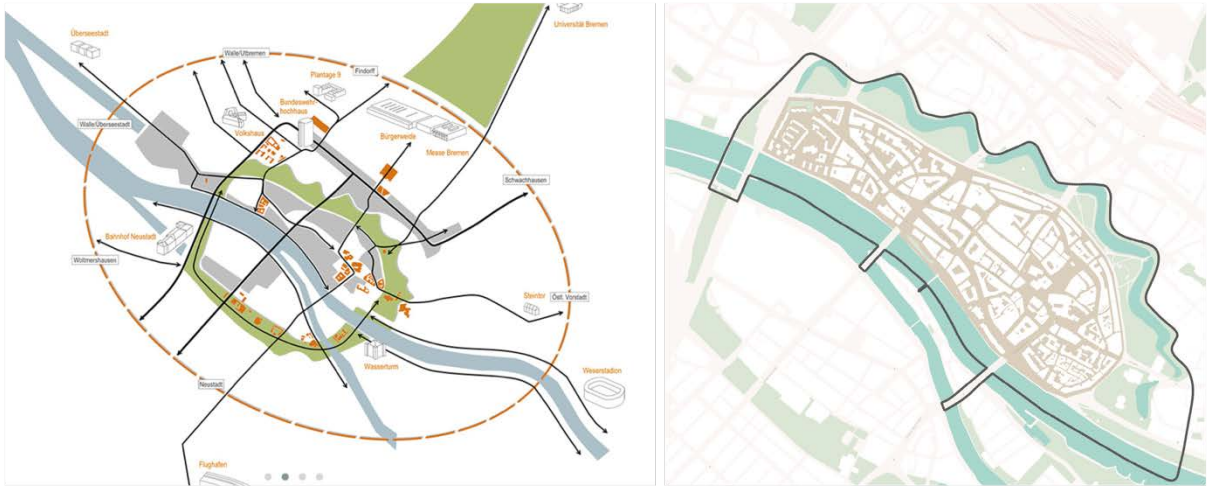 Überseestadt
Universität Bremen
Walle/Utbremen
Plantage 9
Findorff
Bundeswehr-
hochhaus
Walle/Überseestadt
Volkshaus
Bürgerweide
Messe Bremen
Schwachhausen
Bahnhof Neustadt
Woltmershausen
Steintor
Östl. Vorstadt
Wasserturm
Neustadt
Weserstadion
Flughafen